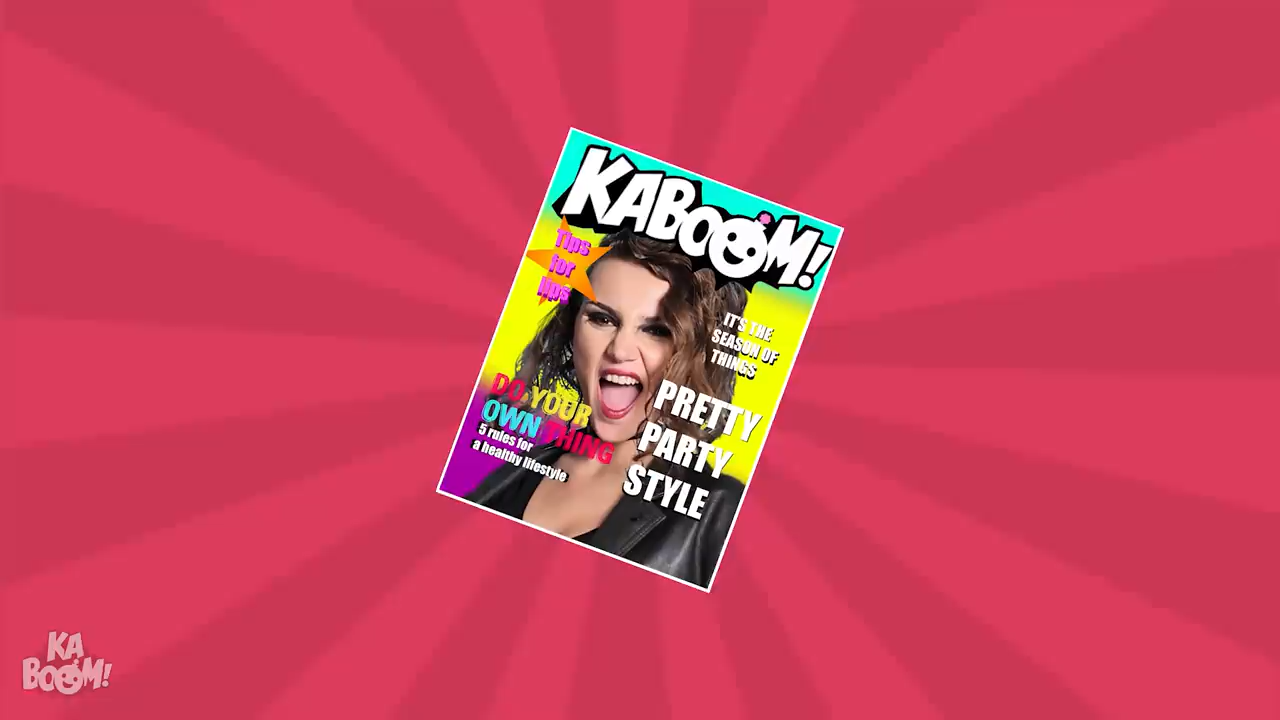 KABOOM!
Tips
for
lips
IT'S THE
SEASON OF
THINGS
DO YOUR
OWN THING
5 rules for
a healthy lifestyle
PRETTY
PARTY
STYLE
KA
BOOM!